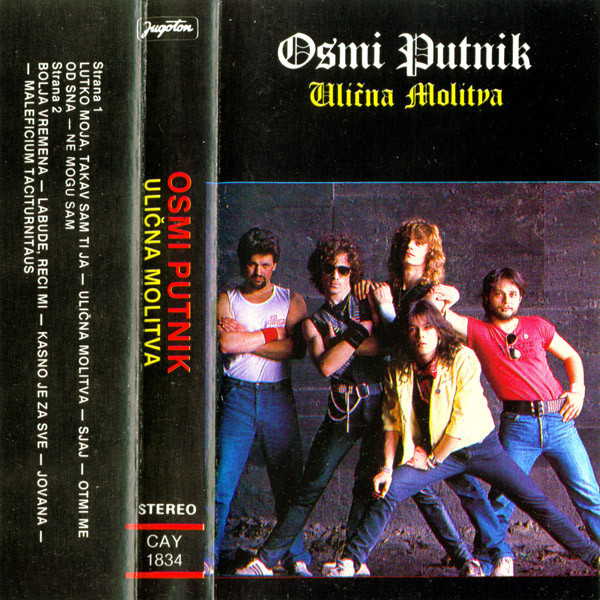 Strana 1
LUTKO MOJA, TAKAV SAM TI JA — ULIČNA MOLITVA — SJAJ — OTMI ME
OD SNA — NE MOGU SAM
Strana 2
BOLJA VREMENA — LABUDE, RECI MI — KASNO JE ZA SVE — JOVANA —
— MALEFICIUM TACITURNITAUS
Jugoton
OSMI PUTNIK
ULIČNA MOLITVA
STEREO
CAY
1834
Osmi Putnik
Ulična Molitva